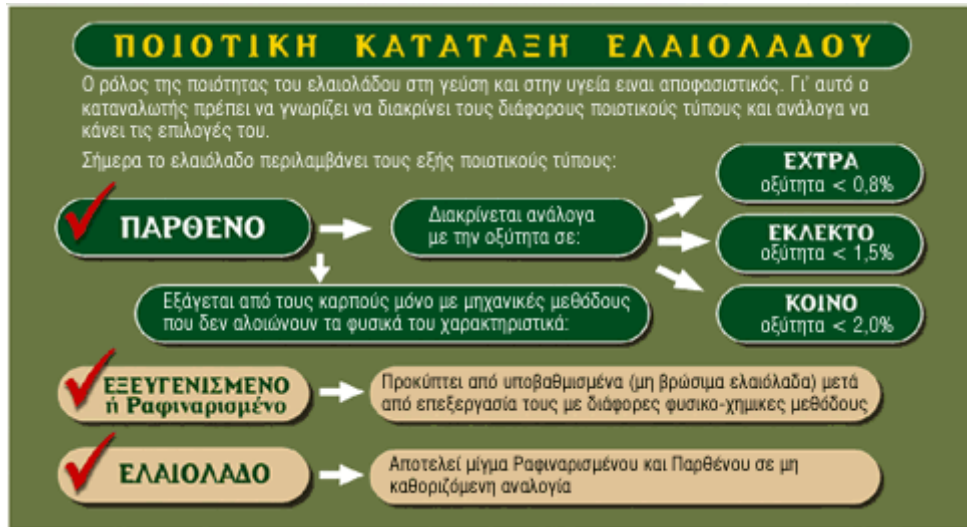 ΠΟΙΟΤΙΚΗ ΚΑΤΑΤΑΞΗ ΕΛΑΙΟΛΑΔΟΥ
Ο ρόλος της ποιότητας του ελαιολάδου στη γεύση και στην υγεία ειναι αποφασιστικός. Γι' αυτό ο
καταναλωτής πρέπει να γνωρίζει να διακρίνει τους διάφορους ποιοτικούς τύπους και ανάλογα να
κάνει τις επιλογές του.
Σήμερα το ελαιόλαδο περιλαμβάνει τους εξής ποιοτικούς τύπους:
ΠΑΡΘΕΝΟ
Διακρίνεται ανάλογα
με την οξύτητα σε:
ΕΧΤΡΑ
οξύτητα < 0,8%
ΕΚΛΕΚΤΟ
οξύτητα < 1,5%
ΚΟΙΝΟ
οξύτητα < 2,0%
Εξάγεται από τους καρπούς μόνο με μηχανικές μεθόδους
που δεν αλοιώνουν τα φυσικά του χαρακτηριστικά:
ΕΞΕΥΓΕΝΙΣΜΕΝΟ
ή Ραφιναρισμένο
Προκύπτει από υποβαθμισμένα (μη βρώσιμα ελαιόλαδα) μετά
από επεξεργασία τους με διάφορες φυσικο-χημικες μεθόδους
ΕΛΑΙΟΛΑΔΟ
Αποτελεί μίγμα Ραφιναρισμένου και Παρθένου σε μη
καθοριζόμενη αναλογία